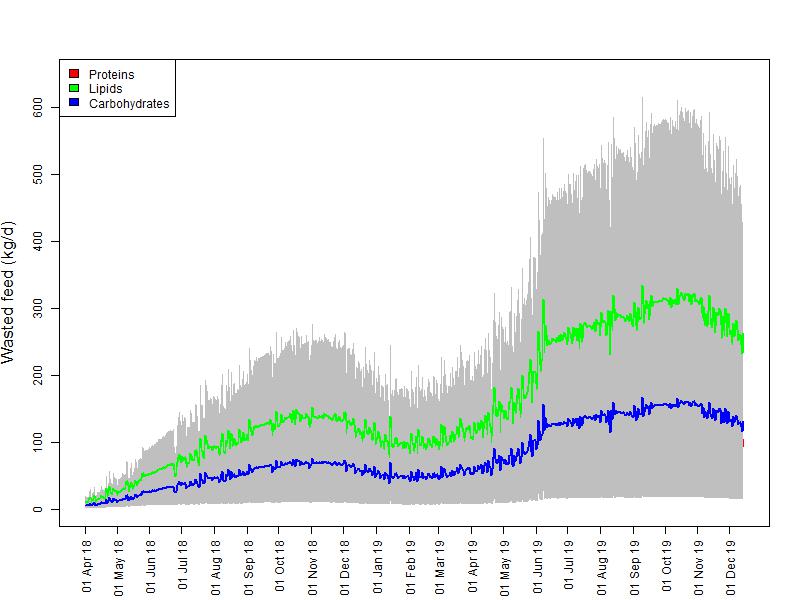 Proteins
Lipids
Carbohydrates
Wasted feed (kg/d)
600
500
400
300
200
100
0
01 Apr 18
01 May 18
01 Jun 18
01 Jul 18
01 Aug 18
01 Sep 18
01 Oct 18
01 Nov 18
01 Dec 18
01 Jan 19
01 Feb 19
01 Mar 19
01 Apr 19
01 May 19
01 Jun 19
01 Jul 19
01 Aug 19
01 Sep 19
01 Oct 19
01 Nov 19
01 Dec 19